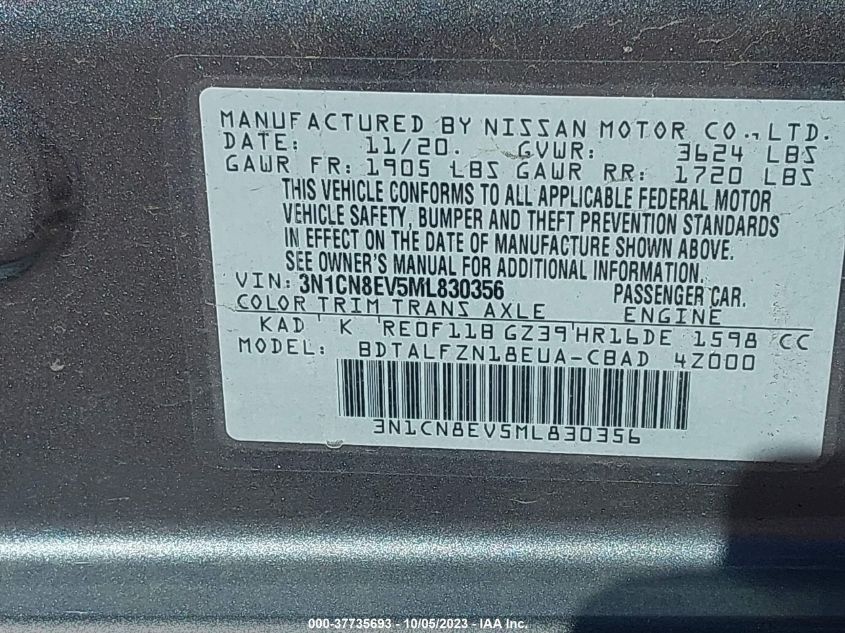 MANUFACTURED BY NISSAN MOTOR CO., LTD.
DATE: 11/20. GVWR: 3624 LBS
GAWR FR: 1905 LBS GAWR RR: 1720 LBS
THIS VEHICLE CONFORMS TO ALL APPLICABLE FEDERAL MOTOR
VEHICLE SAFETY, BUMPER AND THEFT PREVENTION STANDARDS
IN EFFECT ON THE DATE OF MANUFACTURE SHOWN ABOVE.
SEE OWNER'S MANUAL FOR ADDITIONAL INFORMATION.
VIN: 3N1CN8EV5ML830356 PASSENGER CAR.
COLOR TRIM TRANS AXLE ENGINE
KAD K RE0F11B GZ39 HR16DE 1598 CC
MODEL: BDTALFZN18EUA-CBAD 4Z000
3N1CN8EV5ML830356
000-37735693 - 10/05/2023 - IAA Inc.